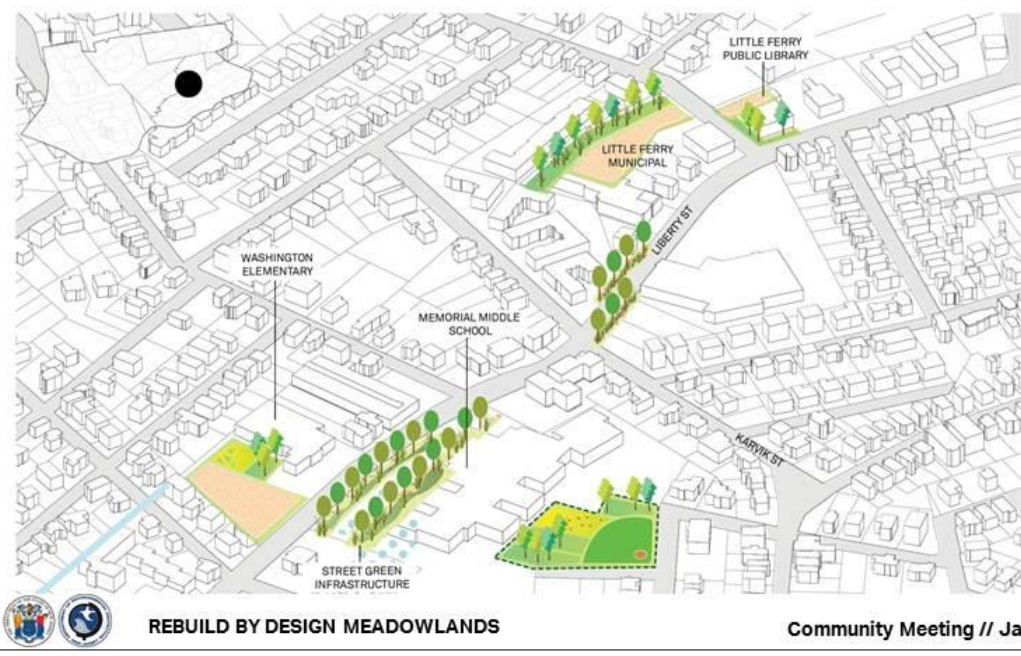 LITTLE FERRY
PUBLIC LIBRARY
LITTLE FERRY
MUNICIPAL
LIBERTY ST
WASHINGTON
ELEMENTARY
MEMORIAL MIDDLE
SCHOOL
KARVIK ST
STREET GREEN
INFRASTRUCTURE
REBUILD BY DESIGN MEADOWLANDS
Community Meeting // Ja